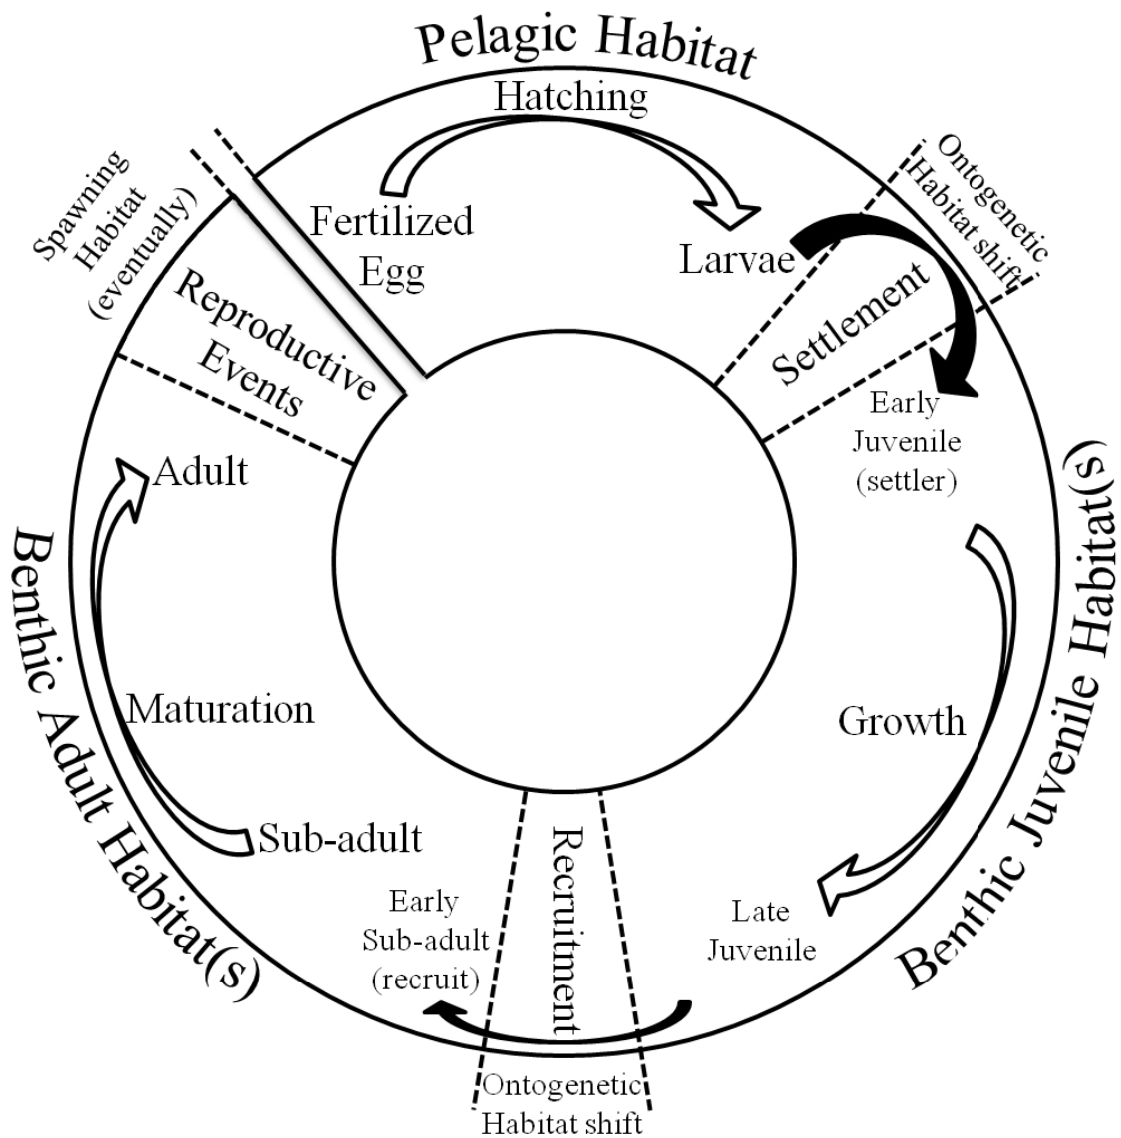 Pelagic Habitat
Hatching
Fertilized
Egg
Larvae
Ontogenetic
Habitat shift
Settlement
Early
Juvenile
(settler)
Benthic Juvenile Habitat(s)
Growth
Late
Juvenile
Recruitment
Ontogenetic
Habitat shift
Early
Sub-adult
(recruit)
Sub-adult
Maturation
Adult
Benthic Adult Habitat(s)
Reproductive
Events
Spawning
Habitat
(eventually)